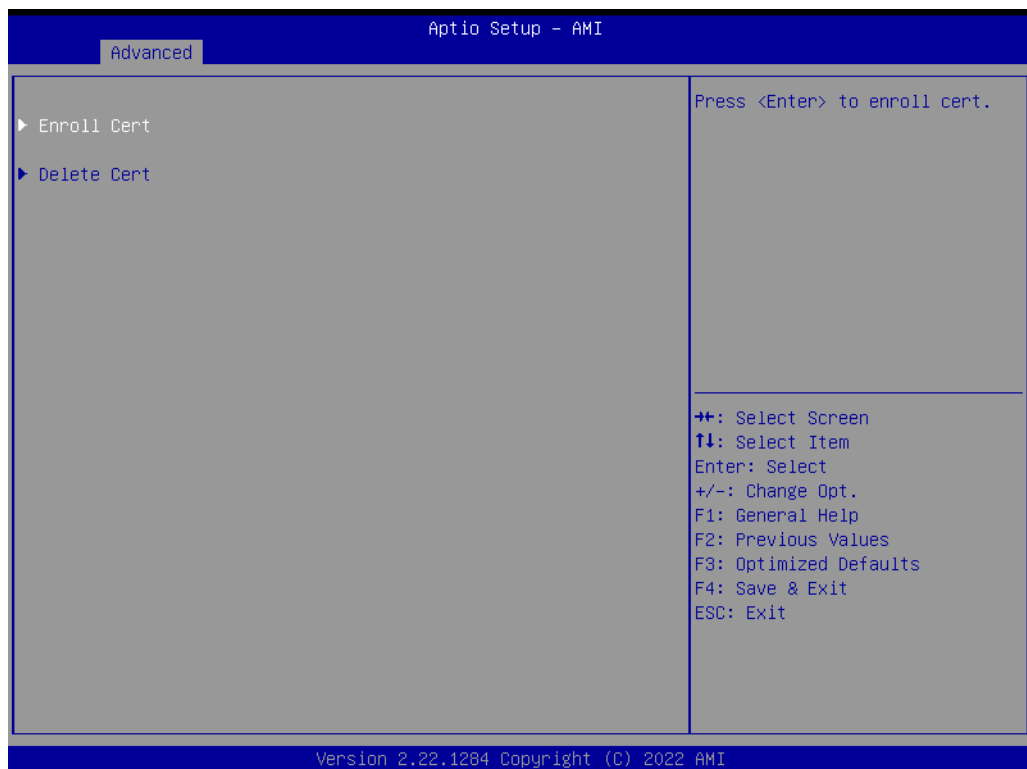 Aptio Setup – AMI
Advanced
▶ Enroll Cert
▶ Delete Cert
Press <Enter> to enroll cert.
→←: Select Screen
↑↓: Select Item
Enter: Select
+/-: Change Opt.
F1: General Help
F2: Previous Values
F3: Optimized Defaults
F4: Save & Exit
ESC: Exit
Version 2.22.1284 Copyright (C) 2022 AMI